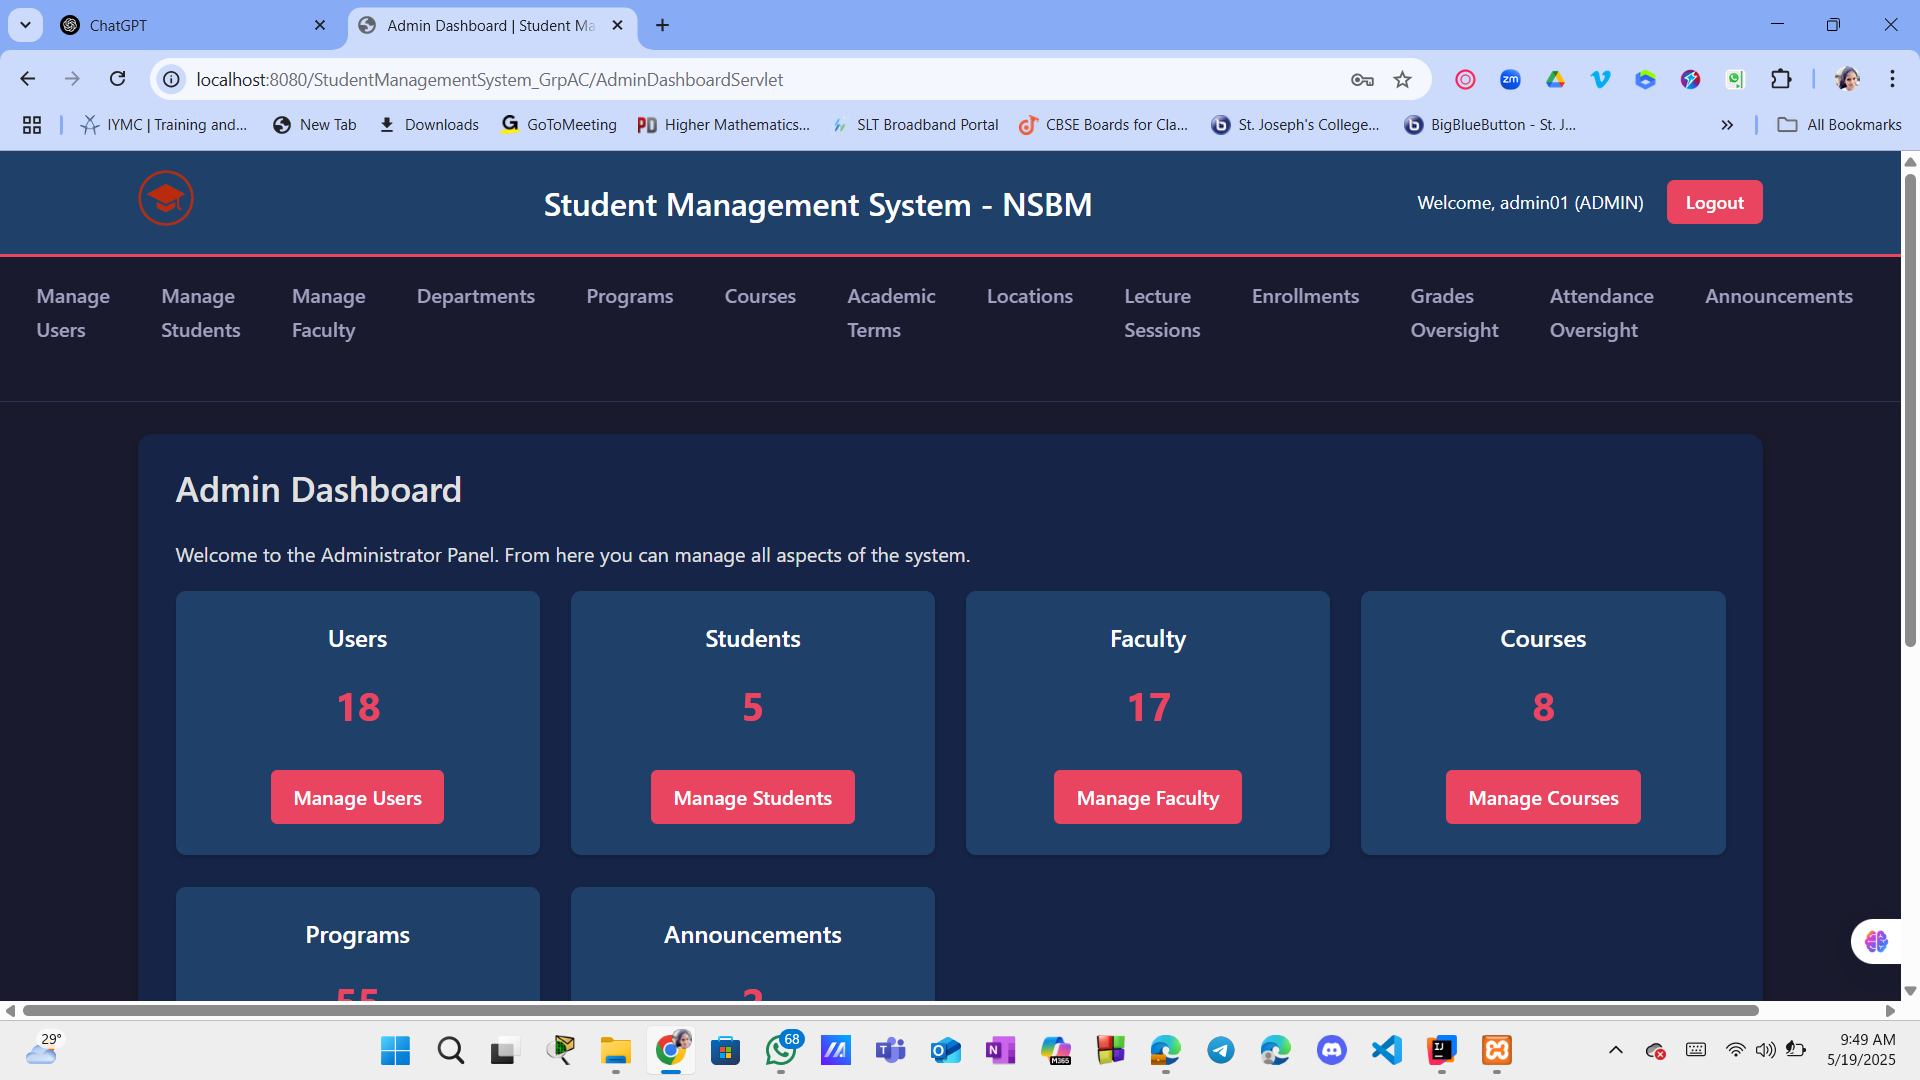 ChatGPT
Admin Dashboard | Student Ma
localhost:8080/StudentManagementSystem_GrpAC/AdminDashboardServlet
zm
IYMC | Training and...
New Tab
Downloads
GoToMeeting
PD Higher Mathematics...
SLT Broadband Portal
CBSE Boards for Cla...
St. Joseph's College...
BigBlueButton - St. J...
All Bookmarks
Student Management System - NSBM
Welcome, admin01 (ADMIN)
Logout
Manage Users
Manage Students
Manage Faculty
Departments
Programs
Courses
Academic Terms
Locations
Lecture Sessions
Enrollments
Grades Oversight
Attendance Oversight
Announcements
Admin Dashboard
Welcome to the Administrator Panel. From here you can manage all aspects of the system.
Users
18
Manage Users
Students
5
Manage Students
Faculty
17
Manage Faculty
Courses
8
Manage Courses
Programs
55
Announcements
29°
68
M365
9:49 AM
5/19/2025